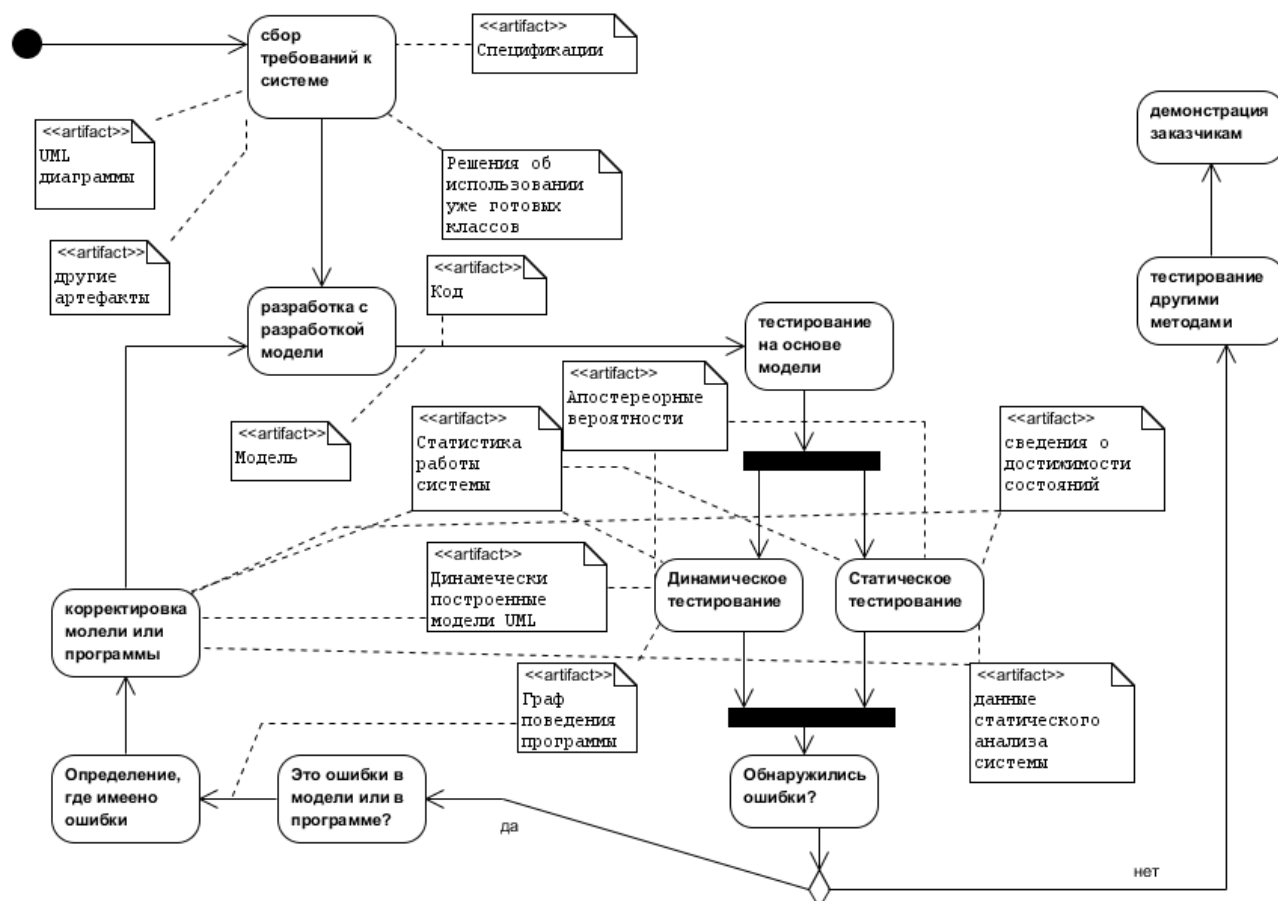 сбор
требований к
системе
<<artifact>>
Спецификации
<<artifact>>
UML
диаграммы
Решения об
использовании
уже готовых
классов
<<artifact>>
другие
артефакты
демонстрация
заказчикам
<<artifact>>
Код
разработка с
разработкой
модели
тестирование
на основе
модели
тестирование
другими
методами
<<artifact>>
Модель
<<artifact>>
Апостереорные
вероятности
<<artifact>>
Статистика
работы
системы
<<artifact>>
сведения о
достижимости
состояний
<<artifact>>
Динамечески
построенные
модели UML
Динамическое
тестирование
Статическое
тестирование
корректировка
молели или
программы
<<artifact>>
Граф
поведения
программы
<<artifact>>
данные
статического
анализа
системы
Определение,
где имеено
ошибки
Это ошибки в
модели или в
программе?
Обнаружились
ошибки?
да
нет